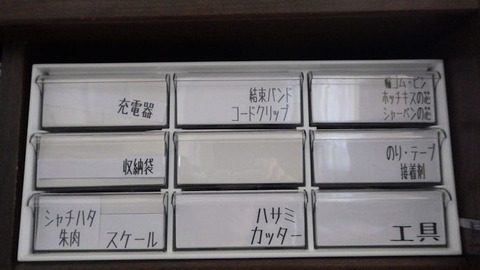 充電器
結束バンド
コードクリップ
輪ゴム・ピン
ホッチキスの芯
シャーペンの芯
収納袋
のり・テープ
接着剤
シャチハタ
朱肉
スケール
ハサミ
カッター
工具